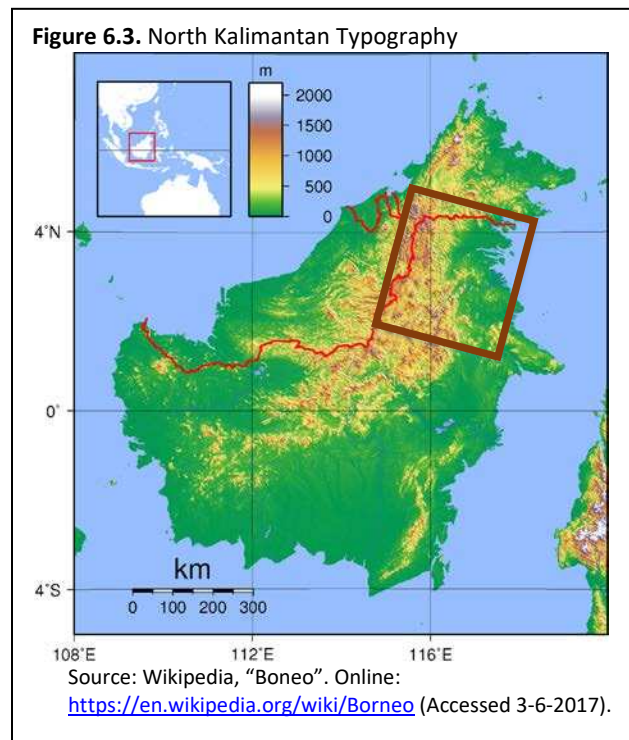 Figure 6.3. North Kalimantan Typography
m
2000
1500
1000
500
0
4°N
0°
4°S
km
0 100 200 300
108°E 112°E 116°E
Source: Wikipedia, “Boneo”. Online:
https://en.wikipedia.org/wiki/Borneo (Accessed 3-6-2017).